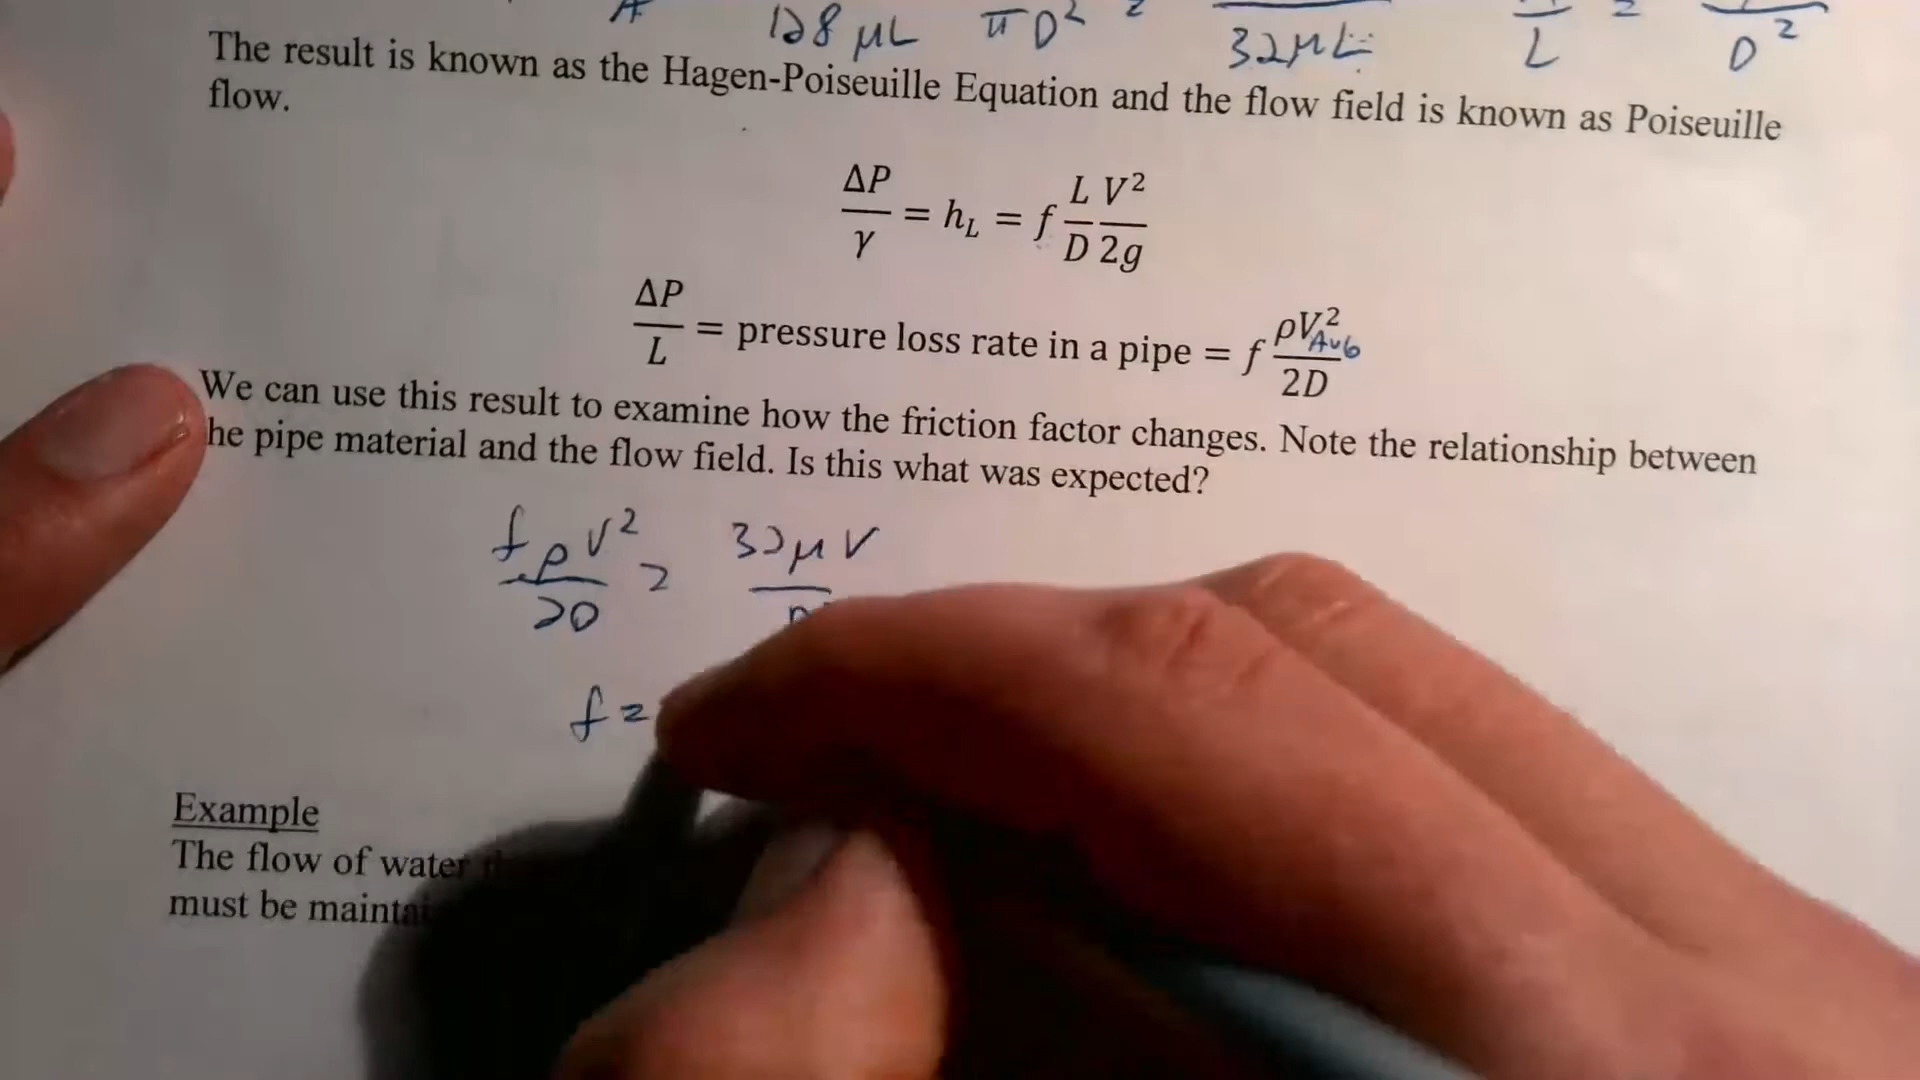 128 μL πD² = 32μL L = D²
The result is known as the Hagen-Poiseuille Equation and the flow field is known as Poiseuille
flow.
ΔP/γ = h_L = f L/D V²/2g
ΔP/L = pressure loss rate in a pipe = f ρV²_AVG/2D
We can use this result to examine how the friction factor changes. Note the relationship between
he pipe material and the flow field. Is this what was expected?
fρV²/2D = 32μV/D
f =
Example
The flow of water
must be maintai